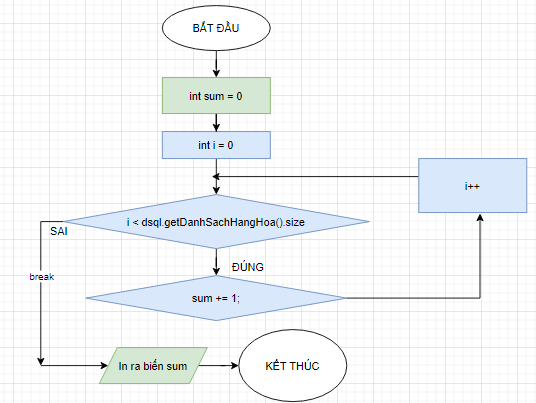 BẮT ĐẦU
int sum = 0
int i = 0
i++
i < dsql.getDanhSachHangHoa().size
SAI
ĐÚNG
break
sum += 1;
In ra biến sum
KẾT THÚC